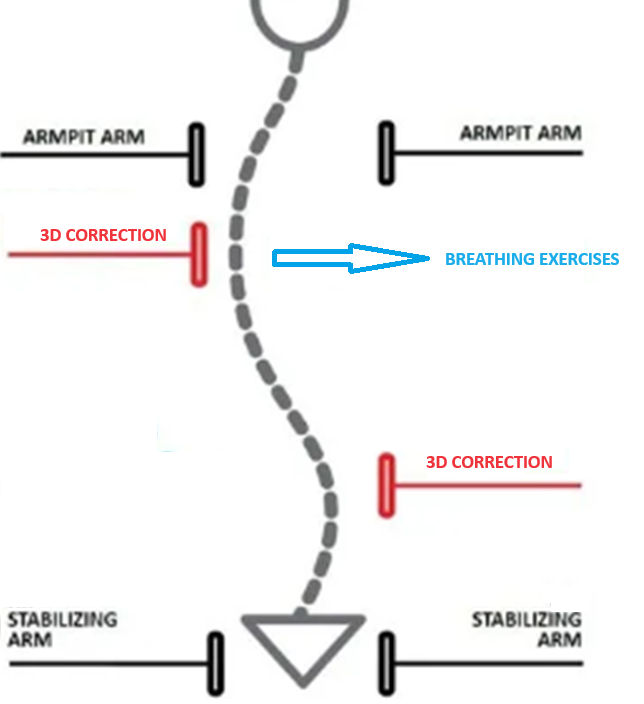 ARMPIT ARM
ARMPIT ARM
3D CORRECTION
BREATHING EXERCISES
3D CORRECTION
STABILIZING
ARM
STABILIZING
ARM